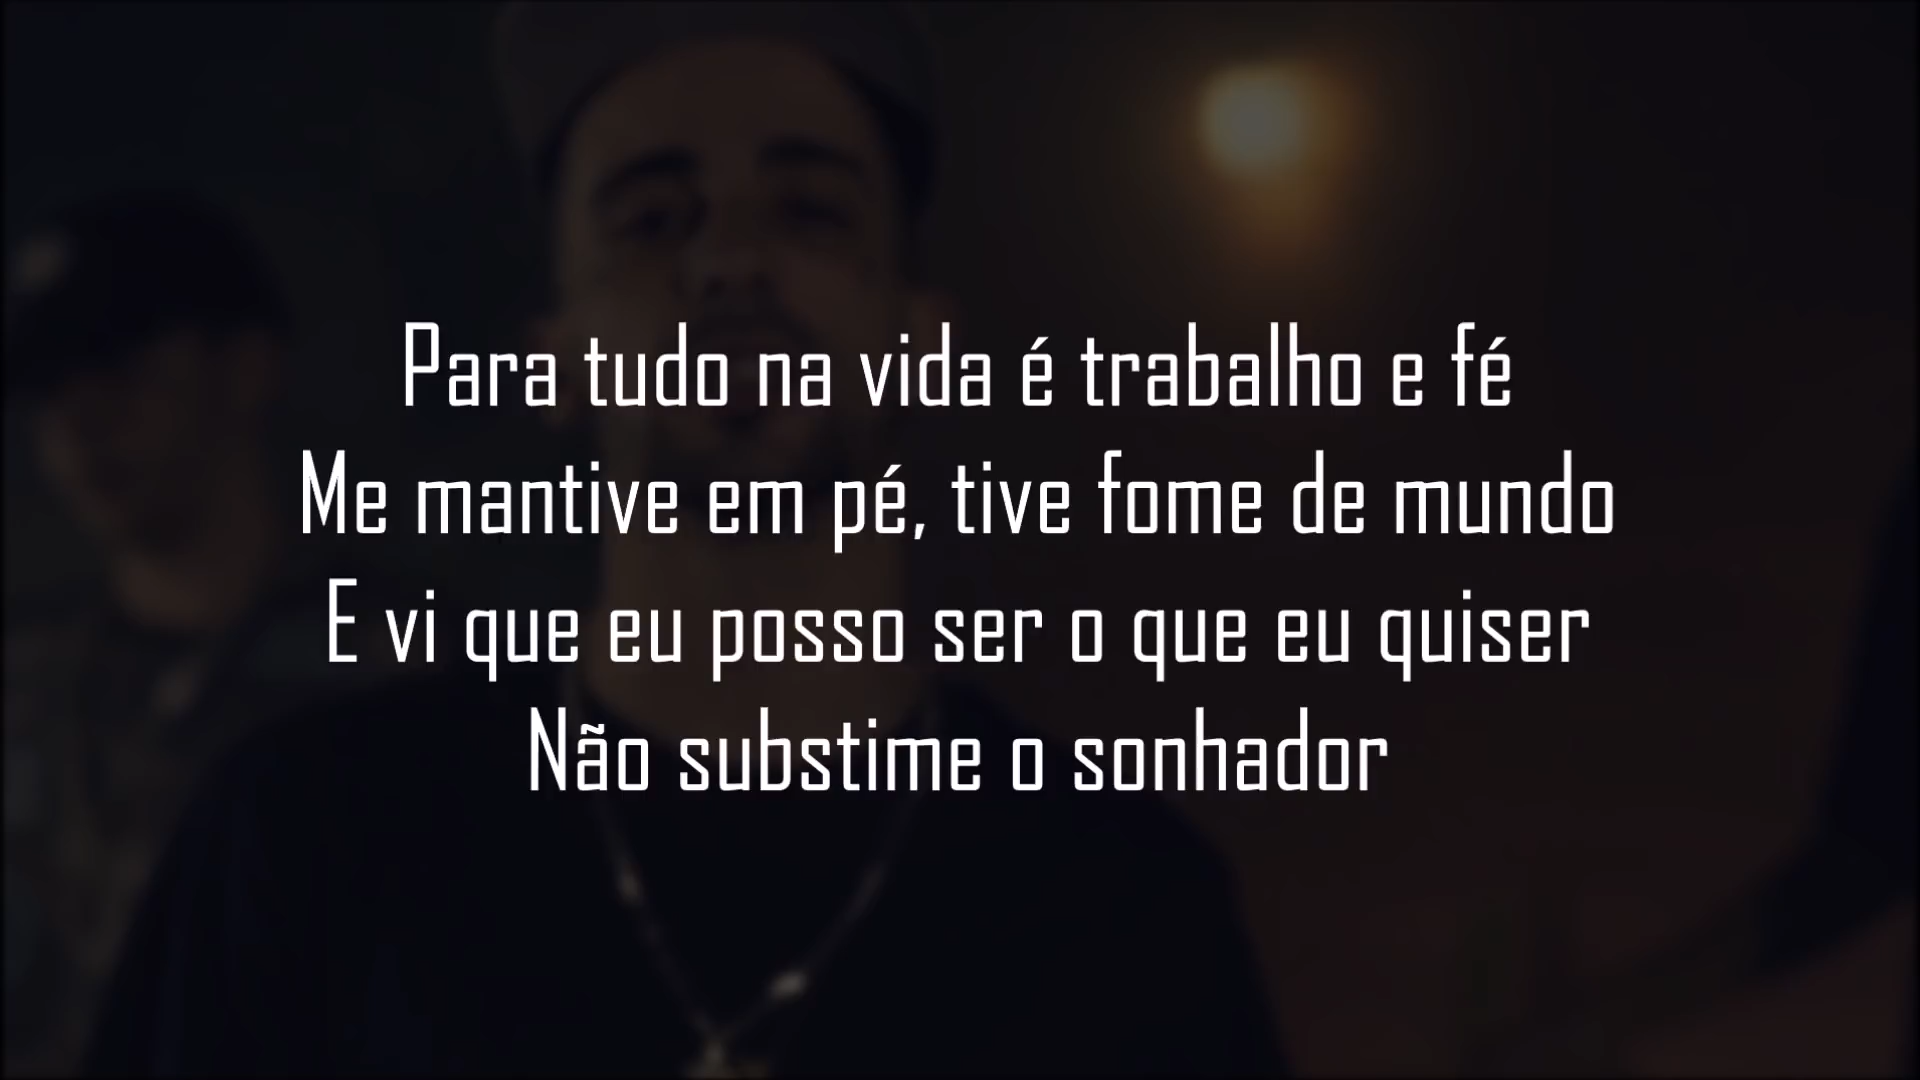 Para tudo na vida é trabalho e fé
Me mantive em pé, tive fome de mundo
E vi que eu posso ser o que eu quiser
Não substime o sonhador